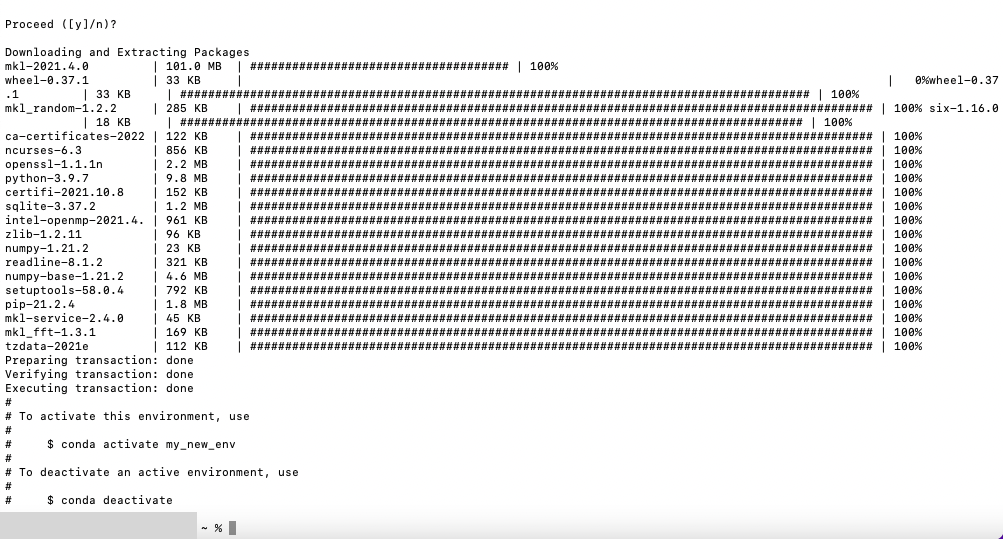 Proceed ([y]/n)?
Downloading and Extracting Packages
mkl-2021.4.0         | 101.0 MB  | ##################################### | 100%
wheel-0.37.1         | 33 KB     |                                                                                             |   0%wheel-0.37
.1         | 33 KB     | ########################################################################################## | 100%
mkl_random-1.2.2     | 285 KB    | ######################################################################################### | 100% six-1.16.0
           | 18 KB     | ######################################################################################### | 100%
ca-certificates-2022 | 122 KB    | ######################################################################################### | 100%
ncurses-6.3          | 856 KB    | ######################################################################################### | 100%
openssl-1.1.1n       | 2.2 MB    | ######################################################################################### | 100%
python-3.9.7         | 9.8 MB    | ######################################################################################### | 100%
certifi-2021.10.8    | 152 KB    | ######################################################################################### | 100%
sqlite-3.37.2        | 1.2 MB    | ######################################################################################### | 100%
intel-openmp-2021.4. | 961 KB    | ######################################################################################### | 100%
zlib-1.2.11          | 96 KB     | ######################################################################################### | 100%
numpy-1.21.2         | 23 KB     | ######################################################################################### | 100%
readline-8.1.2       | 321 KB    | ######################################################################################### | 100%
numpy-base-1.21.2    | 4.6 MB    | ######################################################################################### | 100%
setuptools-58.0.4    | 792 KB    | ######################################################################################### | 100%
pip-21.2.4           | 1.8 MB    | ######################################################################################### | 100%
mkl-service-2.4.0    | 45 KB     | ######################################################################################### | 100%
mkl_fft-1.3.1        | 169 KB    | ######################################################################################### | 100%
tzdata-2021e         | 112 KB    | ######################################################################################### | 100%
Preparing transaction: done
Verifying transaction: done
Executing transaction: done
#
# To activate this environment, use
#
#     $ conda activate my_new_env
#
# To deactivate an active environment, use
#
#     $ conda deactivate
~ %